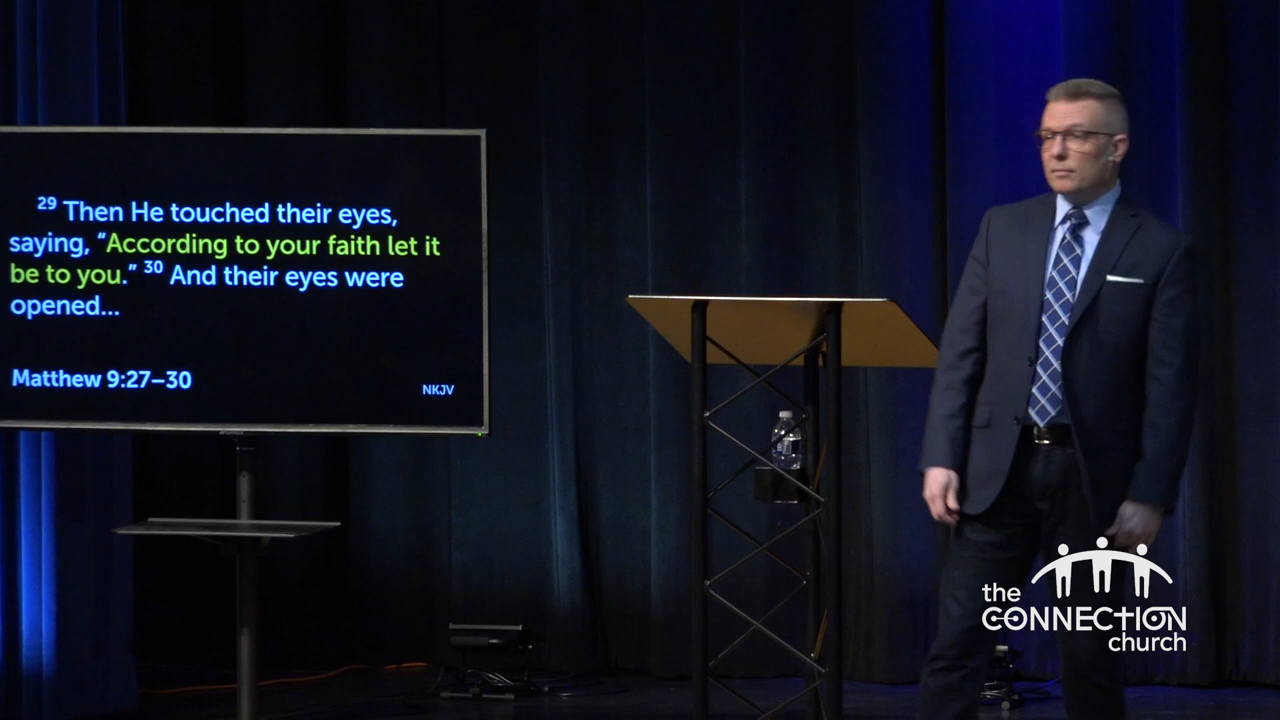 29 Then He touched their eyes,
saying, “According to your faith let it
be to you.” 30 And their eyes were
opened...
Matthew 9:27–30
NKJV
the
CONNECTION
church